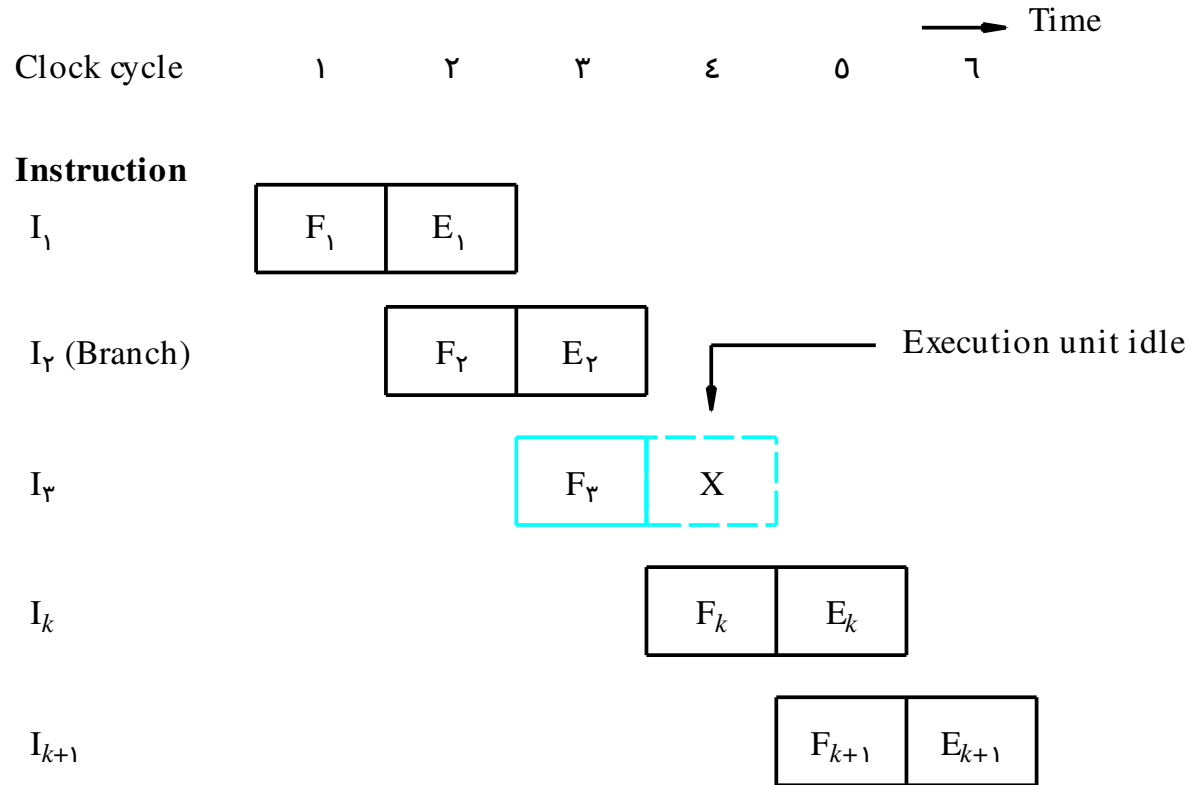 Time
Clock cycle ١ ٢ ٣ ٤ ٥ ٦
Instruction
I١ F١ E١
I٢ (Branch) F٢ E٢ Execution unit idle
I٣ F٣ X
Ik Fk Ek
Ik+١ Fk+١ Ek+١